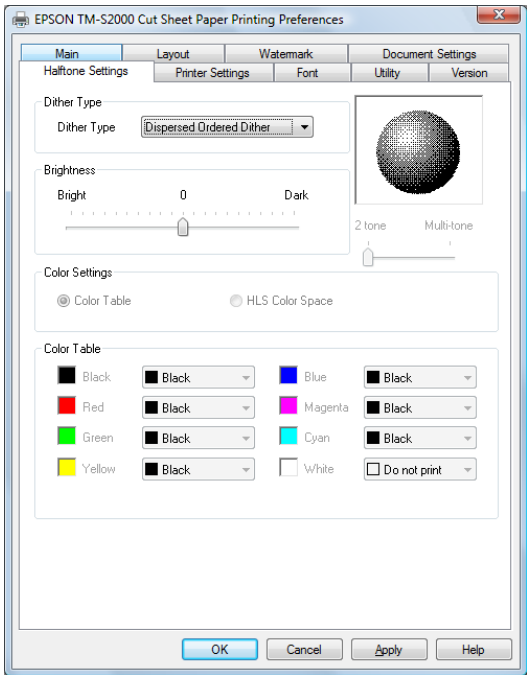 EPSON TM-S2000 Cut Sheet Paper Printing Preferences
Main Layout Watermark Document Settings
Halftone Settings Printer Settings Font Utility Version
Dither Type
Dither Type Dispersed Ordered Dither
Brightness
Bright 0 Dark
2 tone Multi-tone
Color Settings
Color Table HLS Color Space
Color Table
Black Black Blue Black
Red Black Magenta Black
Green Black Cyan Black
Yellow Black White Do not print
OK Cancel Apply Help